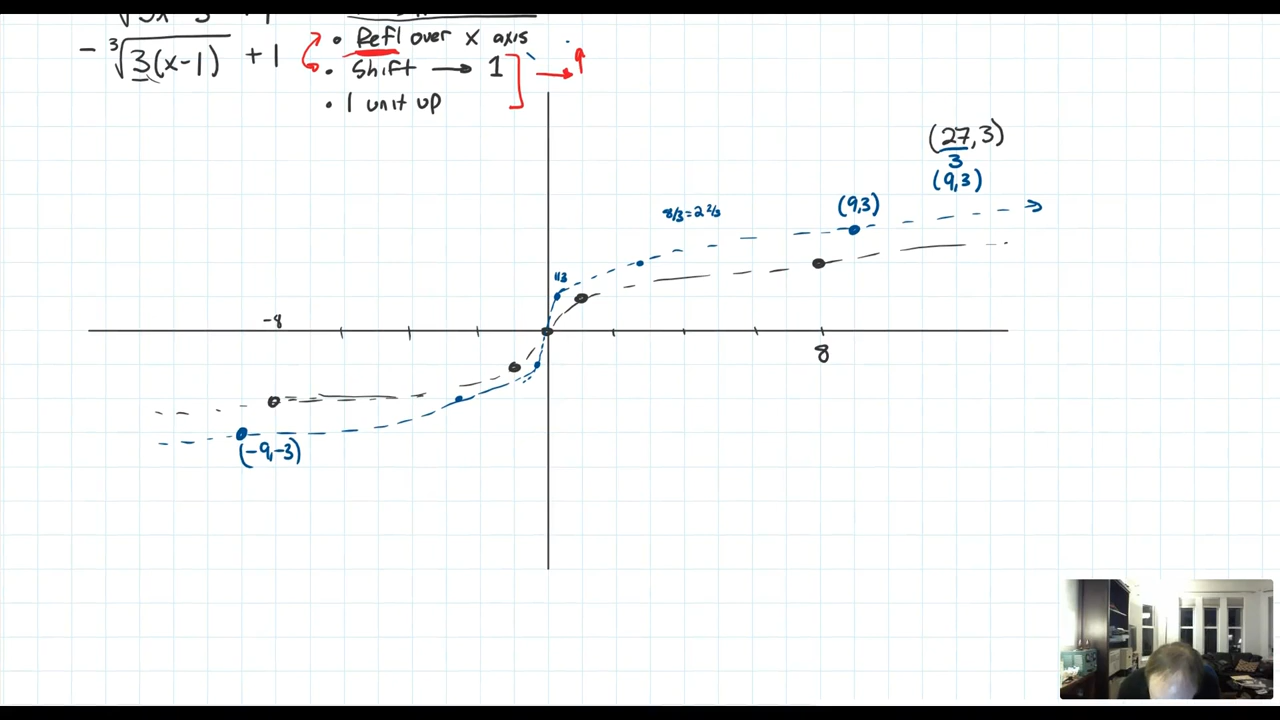 - ∛3(x-1) + 1
• Refl over x axis
• Shift → 1
• 1 unit up
(27,3)
3
(9,3)
(9,3)
8/3=2 2/3
1/3
-8
8
(-9,-3)